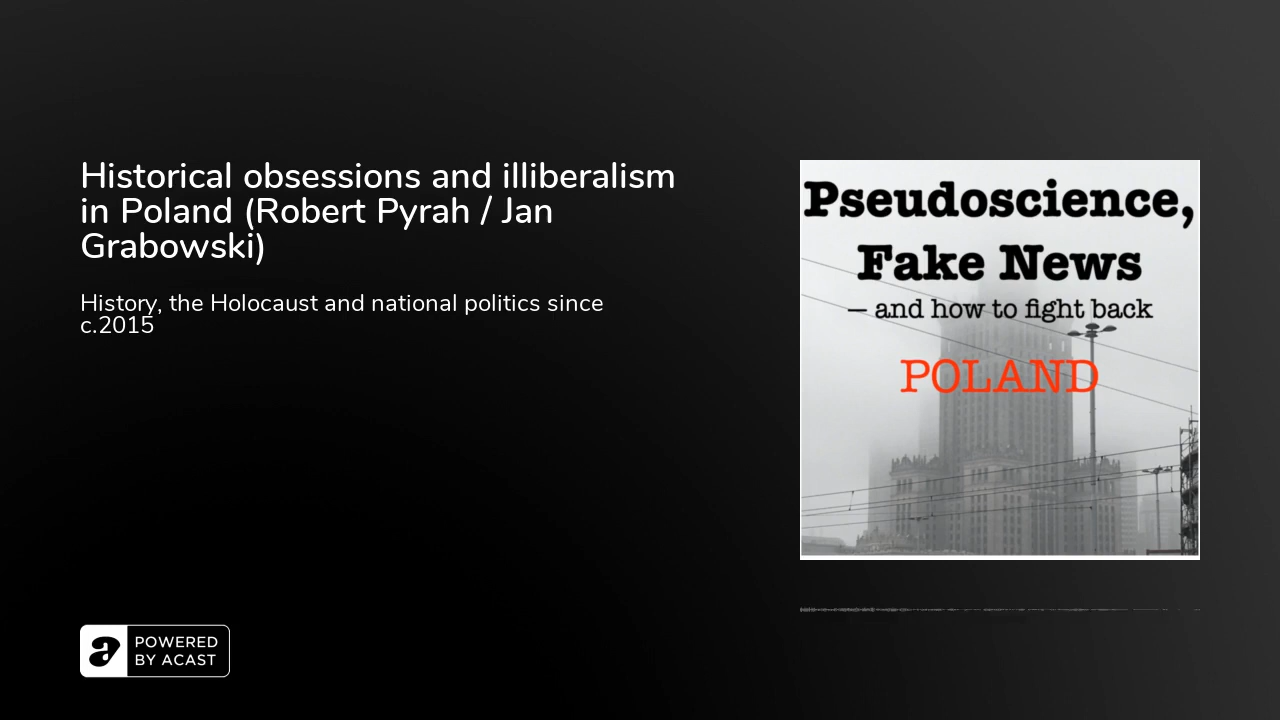 Historical obsessions and illiberalism
in Poland (Robert Pyrah / Jan
Grabowski)
History, the Holocaust and national politics since
c.2015
Pseudoscience,
Fake News
— and how to fight back
POLAND
a POWERED
BY ACAST